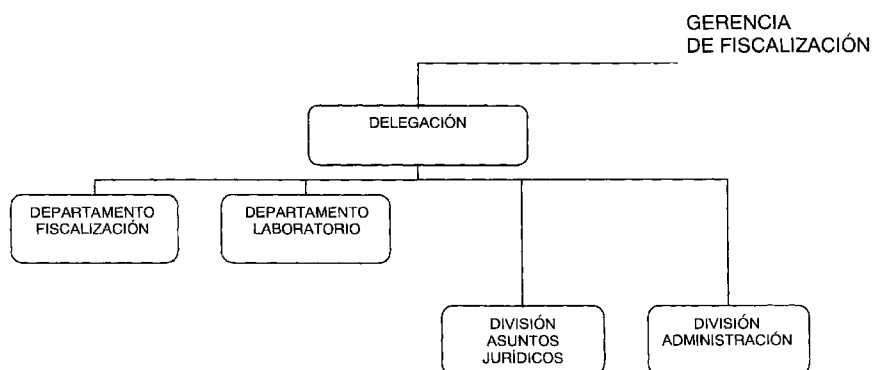 GERENCIA
DE FISCALIZACIÓN
DELEGACIÓN
DEPARTAMENTO
FISCALIZACIÓN
DEPARTAMENTO
LABORATORIO
DIVISIÓN
ASUNTOS
JURÍDICOS
DIVISIÓN
ADMINISTRACIÓN